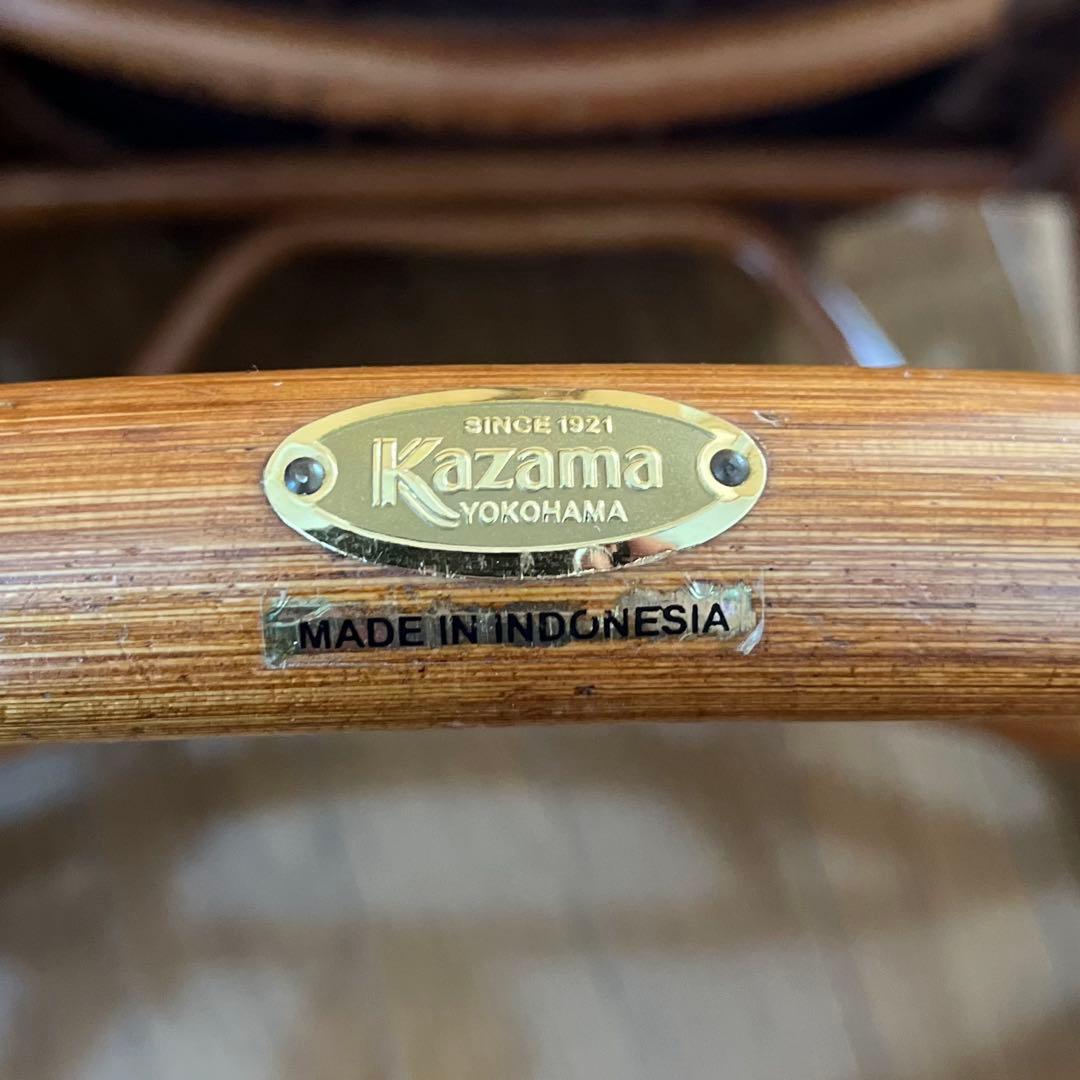 SINCE 1921
Kazama
YOKOHAMA
MADE IN INDONESIA